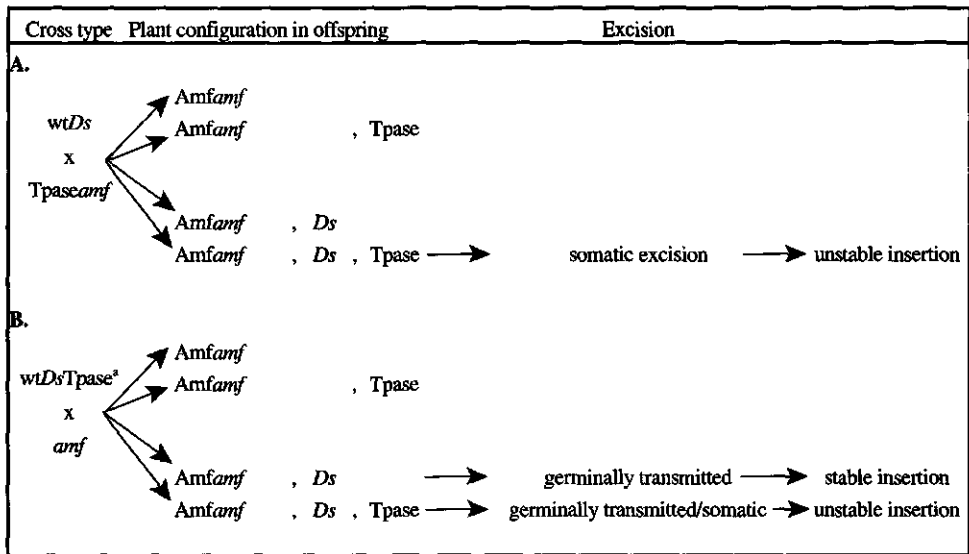 Cross type Plant configuration in offspring Excision
A.
wtDs
x
Tpaseamf
Amfamf
Amfamf , Tpase
Amfamf , Ds
Amfamf , Ds , Tpase somatic excision unstable insertion
B.
wtDsTpaseª
x
amf
Amfamf
Amfamf , Tpase
Amfamf , Ds germinally transmitted stable insertion
Amfamf , Ds , Tpase germinally transmitted/somatic unstable insertion